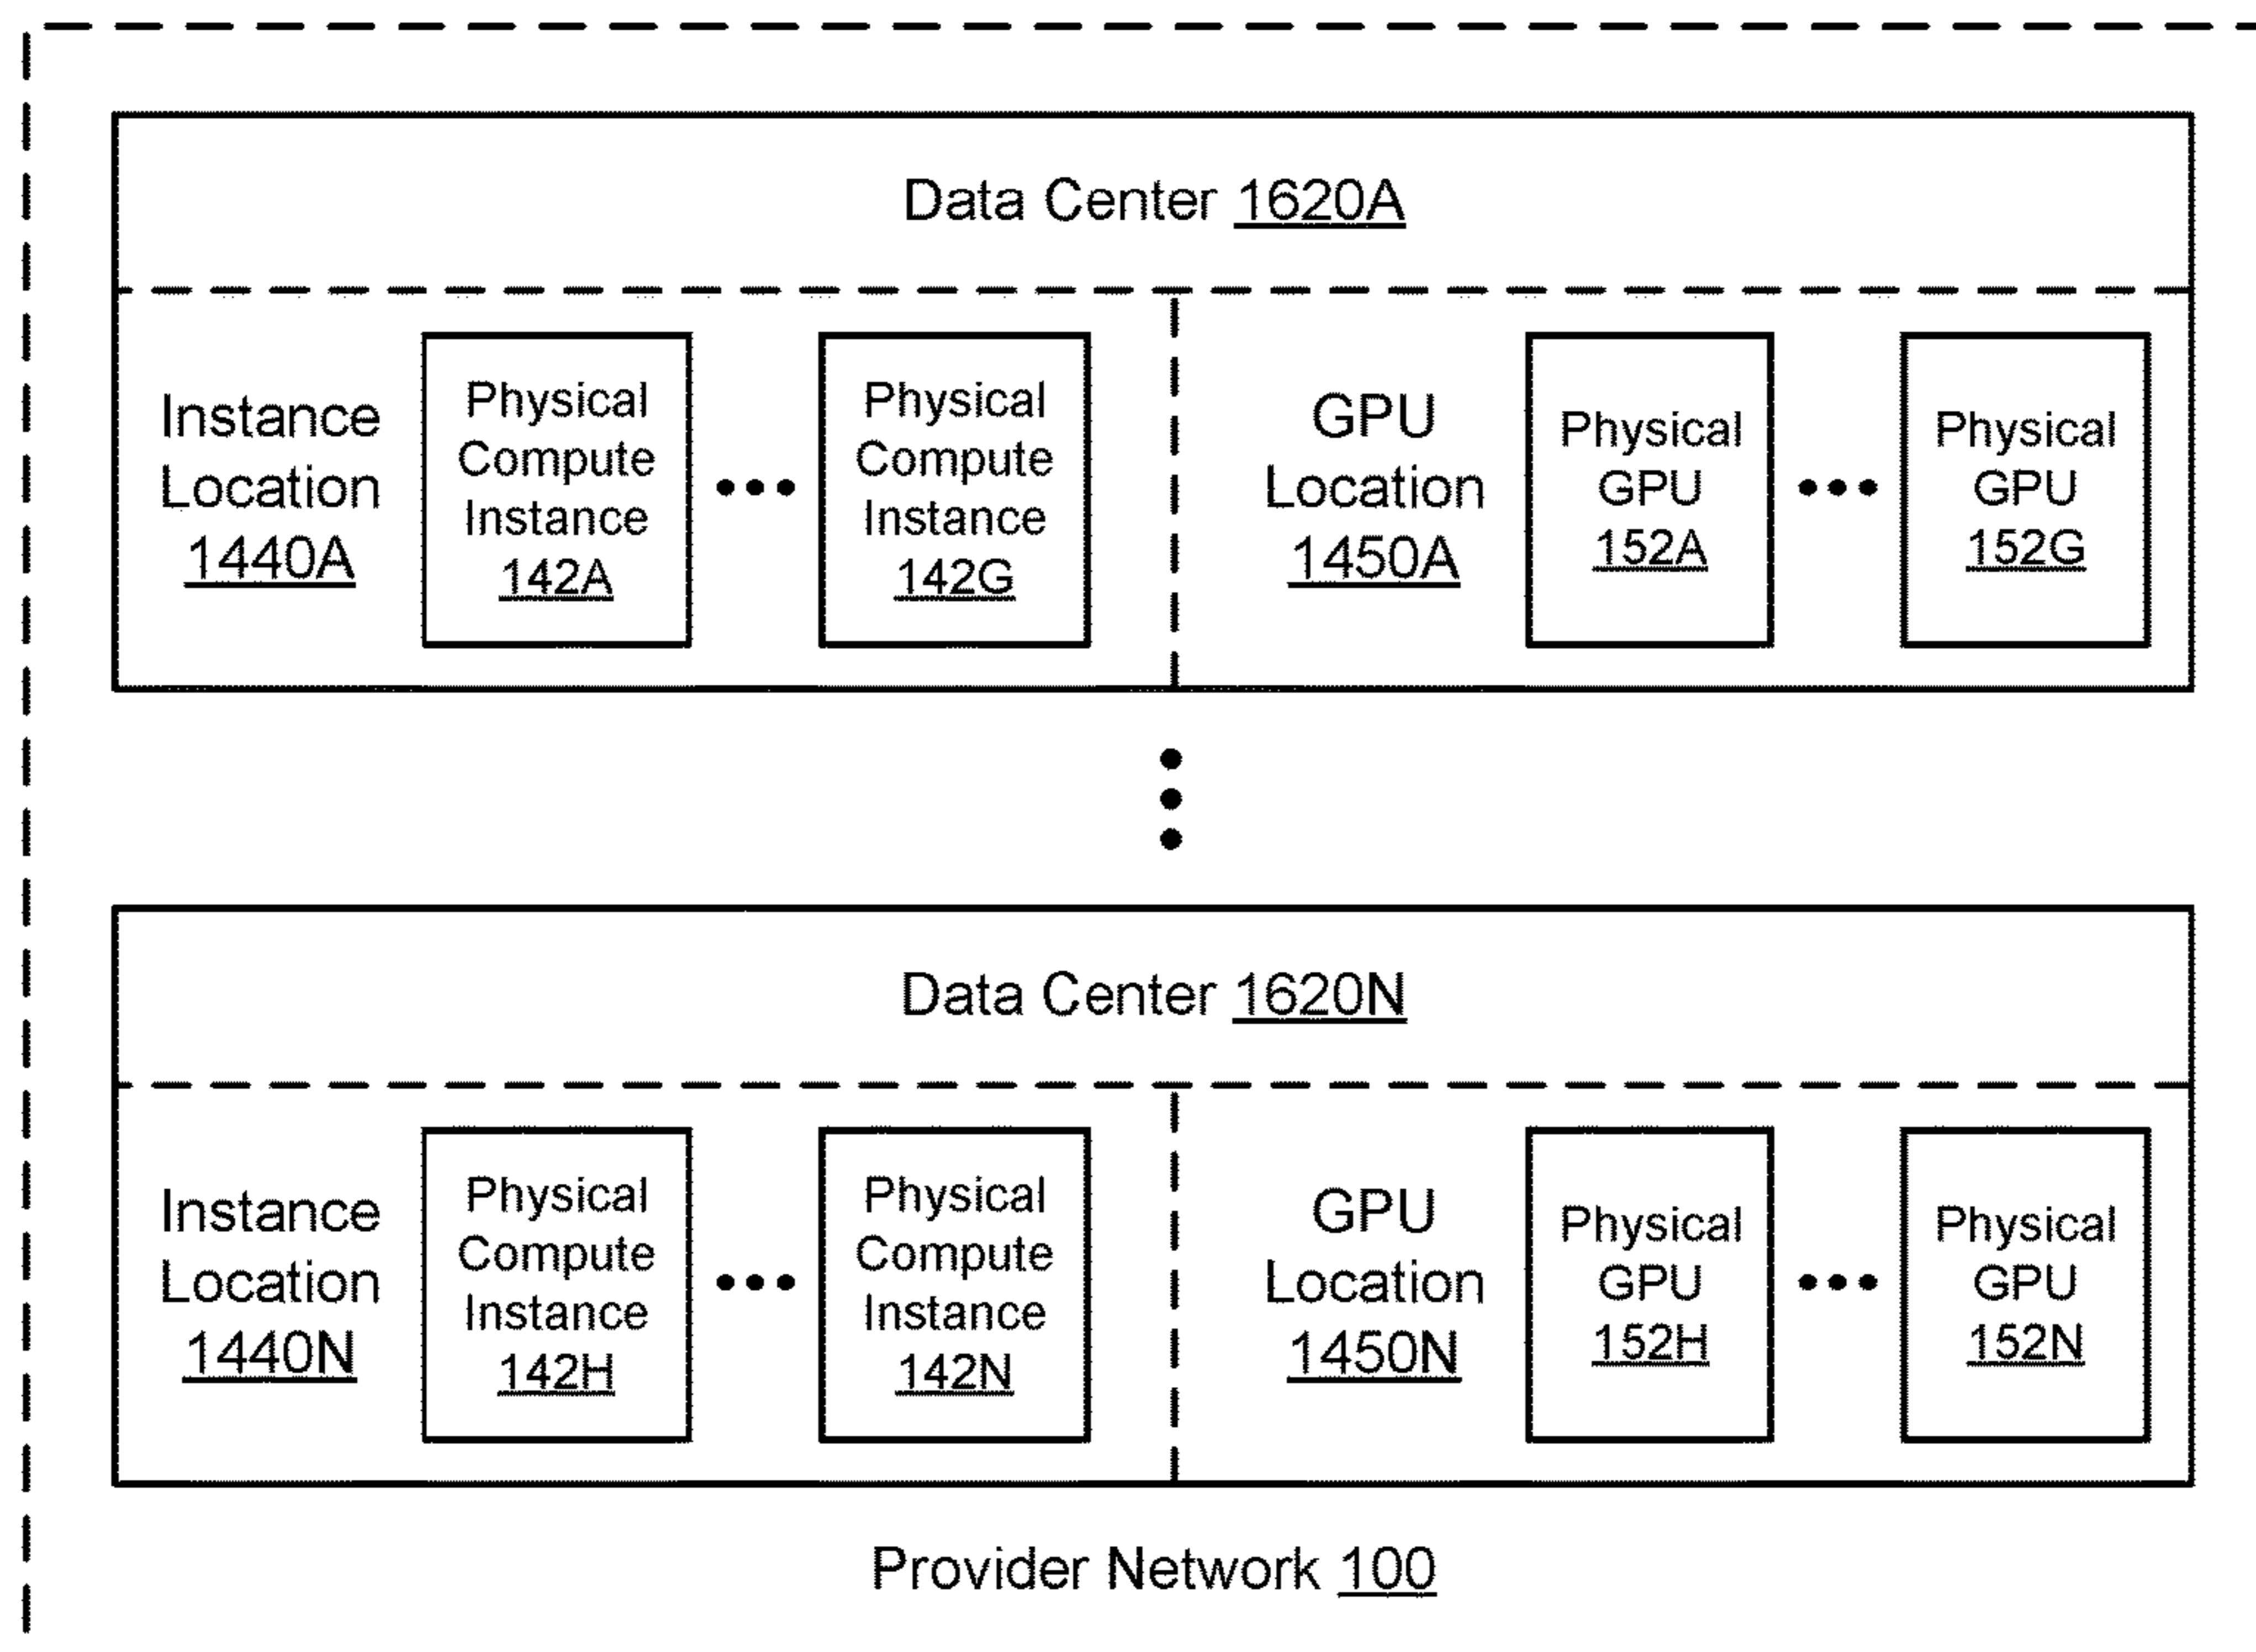 Data Center 1620A
Instance
Location
1440A
Physical
Compute
Instance
142A
Physical
Compute
Instance
142G
GPU
Location
1450A
Physical
GPU
152A
Physical
GPU
152G
Data Center 1620N
Instance
Location
1440N
Physical
Compute
Instance
142H
Physical
Compute
Instance
142N
GPU
Location
1450N
Physical
GPU
152H
Physical
GPU
152N
Provider Network 100